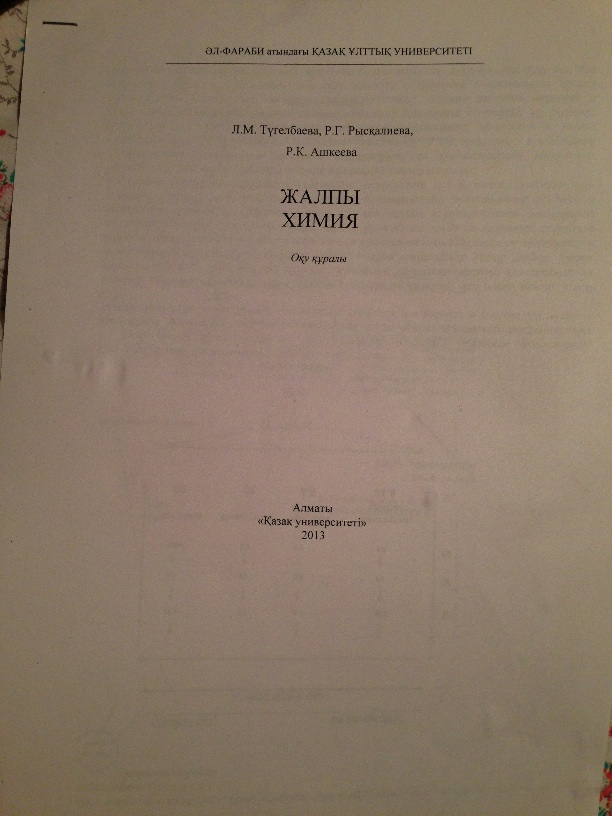 ӘЛ-ФАРАБИ атындағы ҚАЗАҚ ҰЛТТЫҚ УНИВЕРСИТЕТІ
Л.М. Түгелбаева, Р.Г. Рысқалиева,
Р.К. Ашкеева
ЖАЛПЫ
ХИМИЯ
Оқу құралы
Алматы
«Қазақ университеті»
2013